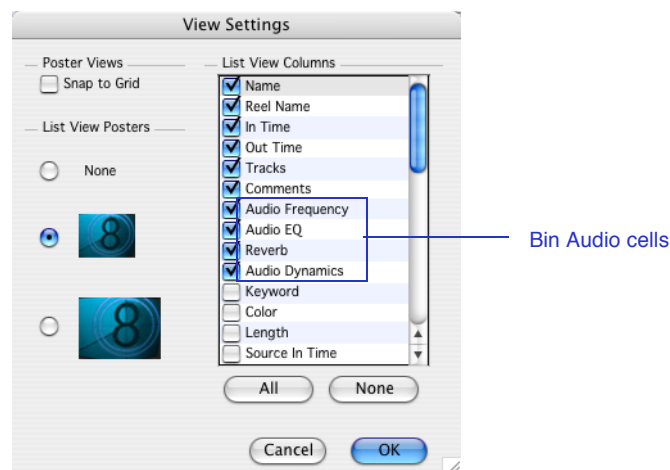 View Settings
Poster Views
Snap to Grid
List View Posters
None
8
8
List View Columns
Name
Reel Name
In Time
Out Time
Tracks
Comments
Audio Frequency
Audio EQ
Reverb
Audio Dynamics
Keyword
Color
Length
Source In Time
All None
Cancel OK
Bin Audio cells